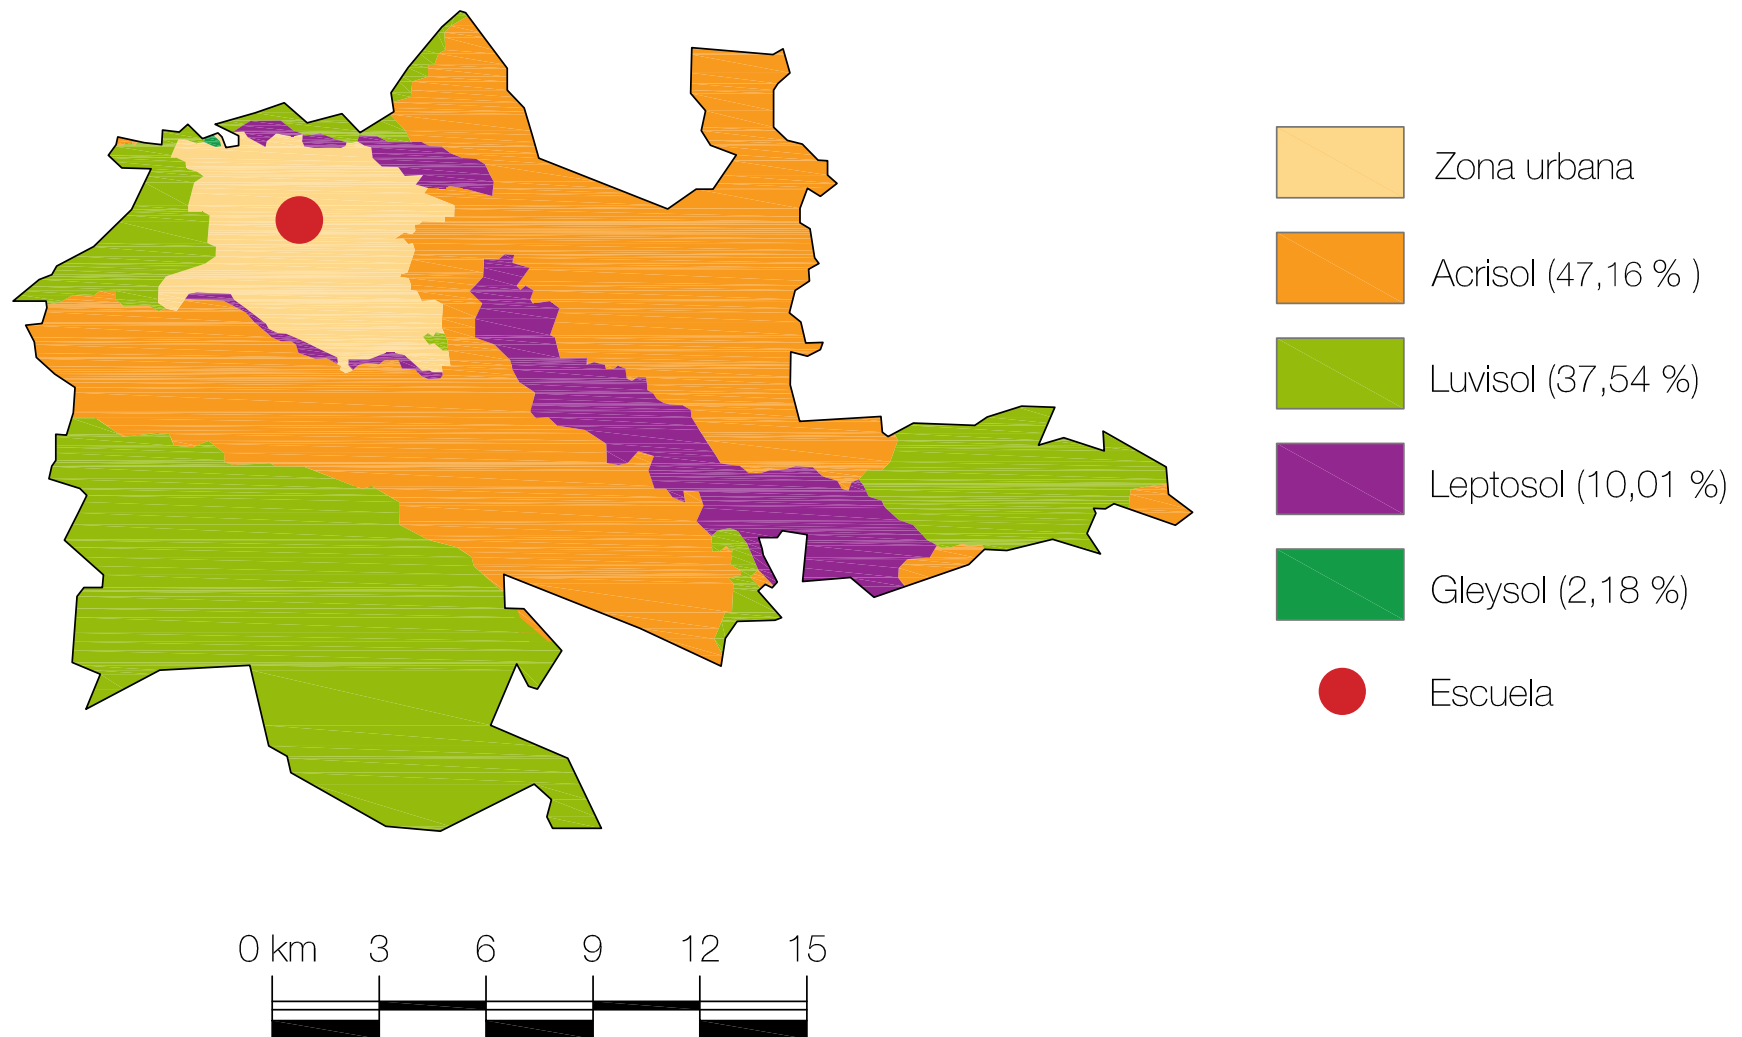 Zona urbana
Acrisol (47,16 % )
Luvisol (37,54 %)
Leptosol (10,01 %)
Gleysol (2,18 %)
Escuela
0 km 3 6 9 12 15